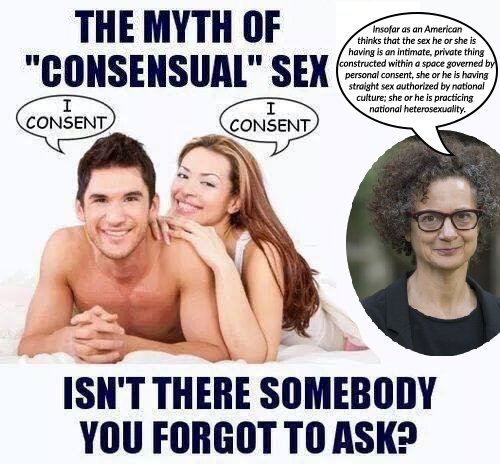 THE MYTH OF
"CONSENSUAL" SEX
I
CONSENT
I
CONSENT
Insofar as an American
thinks that the sex he or she is
having is an intimate, private thing
constructed within a space governed by
personal consent, she or he is having
straight sex authorized by national
culture; she or he is practicing
national heterosexuality.
ISN'T THERE SOMEBODY
YOU FORGOT TO ASK?